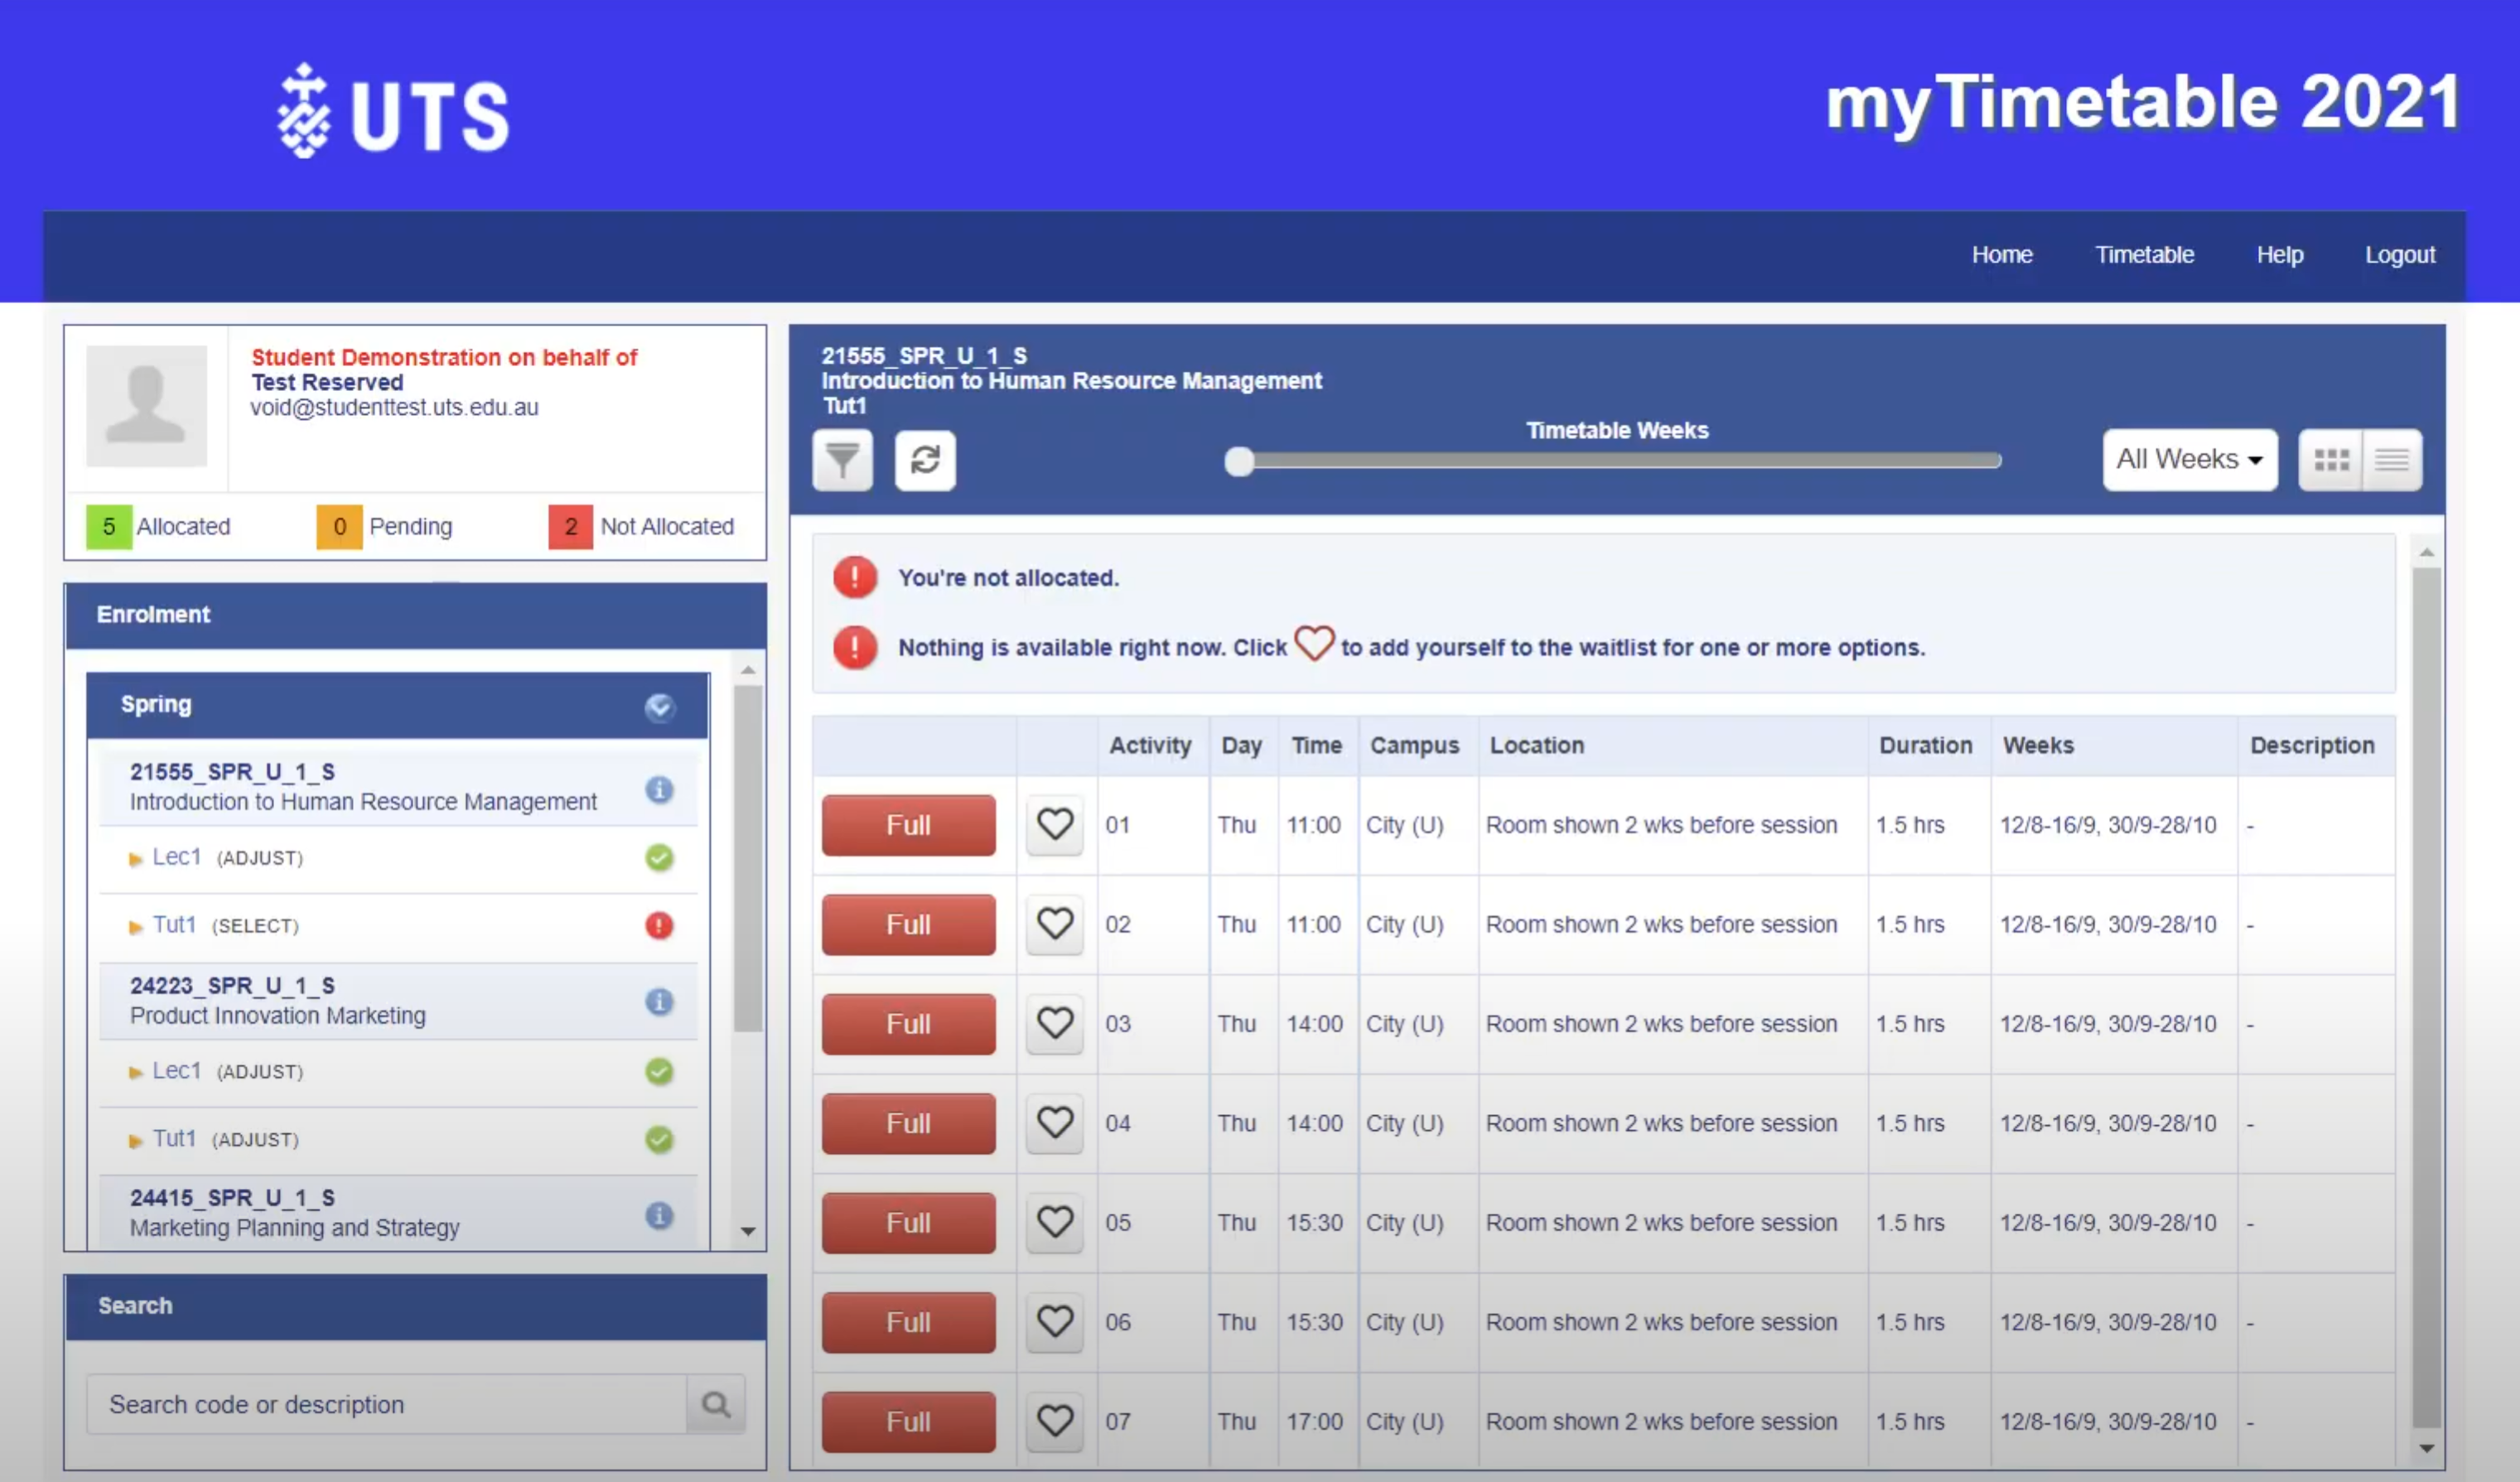 UTS
myTimetable 2021
Home Timetable Help Logout
Student Demonstration on behalf of
Test Reserved
void@studenttest.uts.edu.au
5 Allocated 0 Pending 2 Not Allocated
Enrolment
Spring
21555_SPR_U_1_S
Introduction to Human Resource Management
Lec1 (ADJUST)
Tut1 (SELECT)
24223_SPR_U_1_S
Product Innovation Marketing
Lec1 (ADJUST)
Tut1 (ADJUST)
24415_SPR_U_1_S
Marketing Planning and Strategy
Search
Search code or description
21555_SPR_U_1_S
Introduction to Human Resource Management
Tut1
Timetable Weeks
All Weeks
You're not allocated.
Nothing is available right now. Click to add yourself to the waitlist for one or more options.
Activity Day Time Campus Location Duration Weeks Description
Full 01 Thu 11:00 City (U) Room shown 2 wks before session 1.5 hrs 12/8-16/9, 30/9-28/10 -
Full 02 Thu 11:00 City (U) Room shown 2 wks before session 1.5 hrs 12/8-16/9, 30/9-28/10 -
Full 03 Thu 14:00 City (U) Room shown 2 wks before session 1.5 hrs 12/8-16/9, 30/9-28/10 -
Full 04 Thu 14:00 City (U) Room shown 2 wks before session 1.5 hrs 12/8-16/9, 30/9-28/10 -
Full 05 Thu 15:30 City (U) Room shown 2 wks before session 1.5 hrs 12/8-16/9, 30/9-28/10 -
Full 06 Thu 15:30 City (U) Room shown 2 wks before session 1.5 hrs 12/8-16/9, 30/9-28/10 -
Full 07 Thu 17:00 City (U) Room shown 2 wks before session 1.5 hrs 12/8-16/9, 30/9-28/10 -